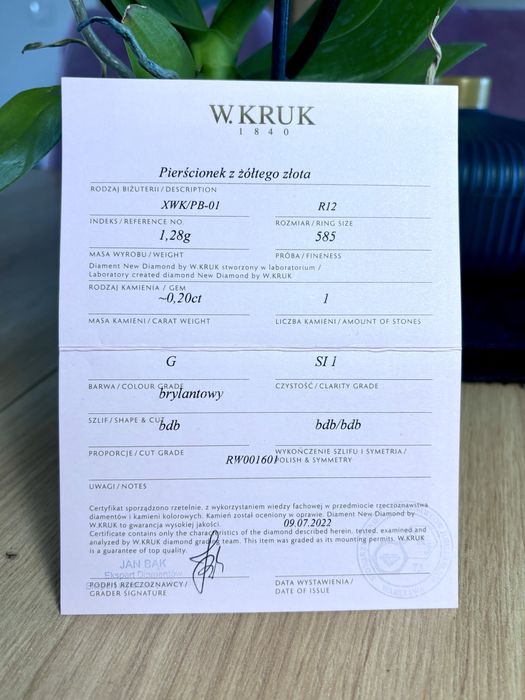 W.KRUK
1840
Pierścionek z żółtego złota
RODZAJ BIŻUTERII / DESCRIPTION
XWK/PB-01 R12
INDEKS / REFERENCE NO. ROZMIAR / RING SIZE
1,28g 585
MASA WYROBU / WEIGHT PRÓBA / FINENESS
Diament New Diamond by W.KRUK stworzony w laboratorium /
Laboratory created diamond New Diamond by W.KRUK
RODZAJ KAMIENIA / GEM
~0,20ct 1
MASA KAMIENI / CARAT WEIGHT LICZBA KAMIENI / AMOUNT OF STONES
G SI 1
BARWA / COLOUR GRADE CZYSTOŚĆ / CLARITY GRADE
brylantowy
SZLIF / SHAPE & CUT
bdb bdb/bdb
PROPORCJE / CUT GRADE WYKOŃCZENIE SZLIFU I SYMETRIA /
RW001601 POLISH & SYMMETRY
UWAGI / NOTES
Certyfikat sporządzono rzetelnie, z wykorzystaniem wiedzy fachowej w przedmiocie rzeczoznawstwa
diamentów i kamieni kolorowych. Kamień został oceniony w oprawie. Diament New Diamond by
W.KRUK to gwarancja wysokiej jakości.
09.07.2022
Certificate contains only the characteristics of the diamond described herein, tested, examined and
analyzed by W.KRUK diamond grading team. This item was graded as its mounting permits. W.KRUK
is a guarantee of top quality.
JAN BĄK
Ekspert Diamentów
PODPIS RZECZOZNAWCY / DATA WYSTAWIENIA /
GRADER SIGNATURE DATE OF ISSUE